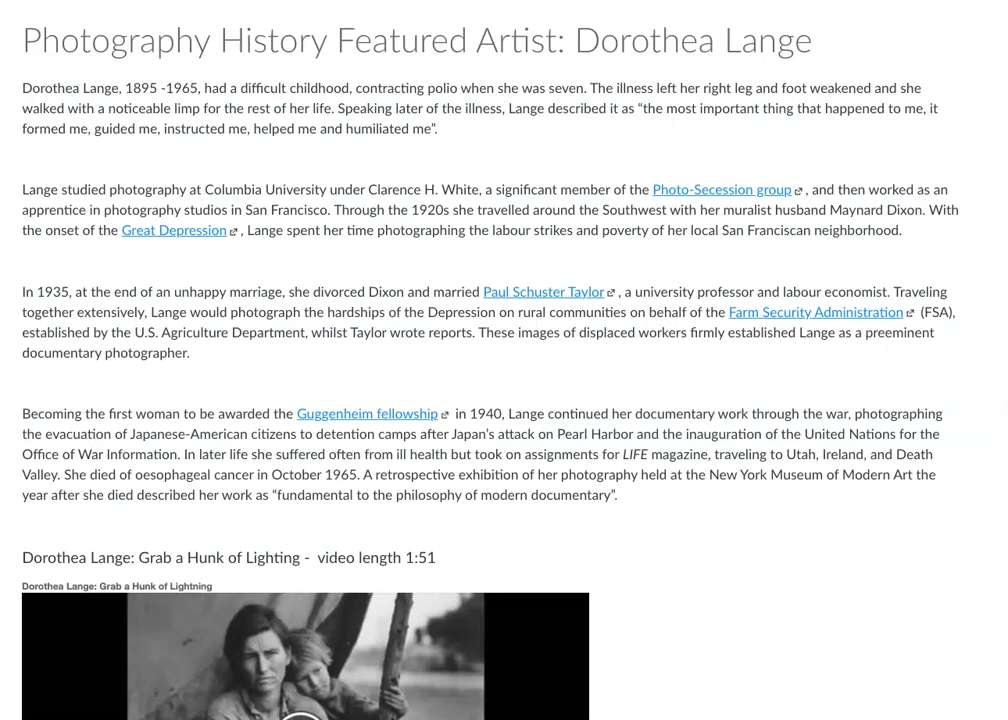 Photography History Featured Artist: Dorothea Lange
Dorothea Lange, 1895 -1965, had a difficult childhood, contracting polio when she was seven. The illness left her right leg and foot weakened and she
walked with a noticeable limp for the rest of her life. Speaking later of the illness, Lange described it as “the most important thing that happened to me, it
formed me, guided me, instructed me, helped me and humiliated me”.
Lange studied photography at Columbia University under Clarence H. White, a significant member of the Photo-Secession group , and then worked as an
apprentice in photography studios in San Francisco. Through the 1920s she travelled around the Southwest with her muralist husband Maynard Dixon. With
the onset of the Great Depression , Lange spent her time photographing the labour strikes and poverty of her local San Franciscan neighborhood.
In 1935, at the end of an unhappy marriage, she divorced Dixon and married Paul Schuster Taylor , a university professor and labour economist. Traveling
together extensively, Lange would photograph the hardships of the Depression on rural communities on behalf of the Farm Security Administration (FSA),
established by the U.S. Agriculture Department, whilst Taylor wrote reports. These images of displaced workers firmly established Lange as a preeminent
documentary photographer.
Becoming the first woman to be awarded the Guggenheim fellowship in 1940, Lange continued her documentary work through the war, photographing
the evacuation of Japanese-American citizens to detention camps after Japan’s attack on Pearl Harbor and the inauguration of the United Nations for the
Office of War Information. In later life she suffered often from ill health but took on assignments for LIFE magazine, traveling to Utah, Ireland, and Death
Valley. She died of oesophageal cancer in October 1965. A retrospective exhibition of her photography held at the New York Museum of Modern Art the
year after she died described her work as “fundamental to the philosophy of modern documentary”.
Dorothea Lange: Grab a Hunk of Lighting - video length 1:51
Dorothea Lange: Grab a Hunk of Lightning